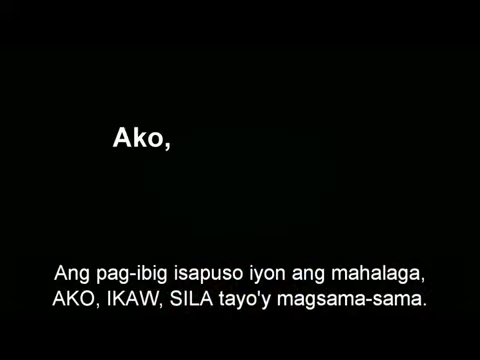 Ako,
Ang pag-ibig isapuso iyon ang mahalaga,
AKO, IKAW, SILA tayo'y magsama-sama.